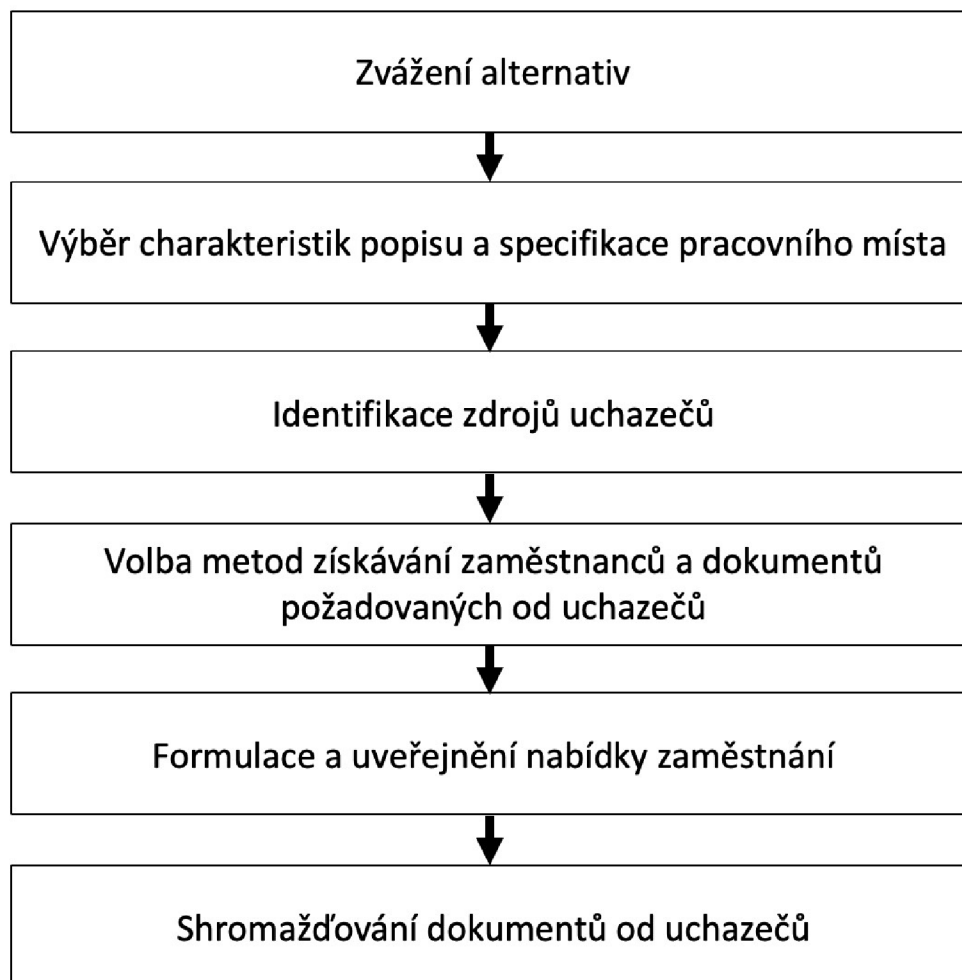 Zvážení alternativ
Výběr charakteristik popisu a specifikace pracovního místa
Identifikace zdrojů uchazečů
Volba metod získávání zaměstnanců a dokumentů
požadovaných od uchazečů
Formulace a uveřejnění nabídky zaměstnání
Shromažďování dokumentů od uchazečů